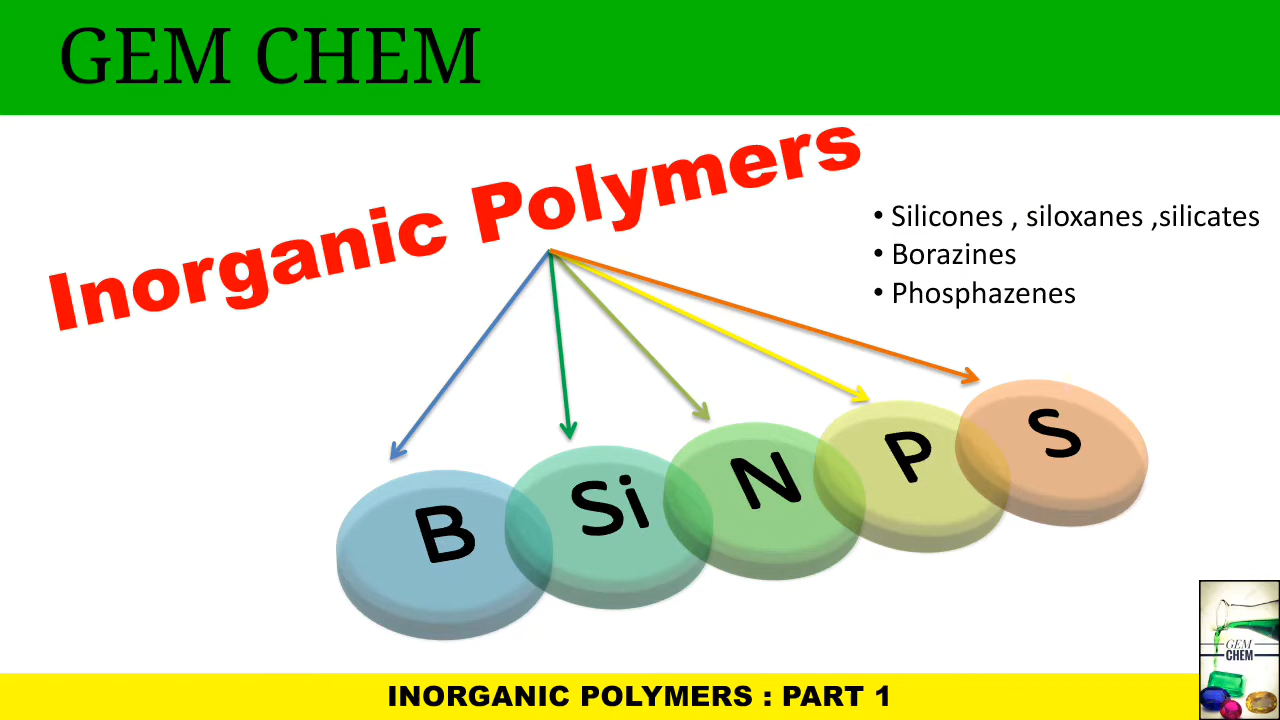 GEM CHEM
Inorganic Polymers
• Silicones , siloxanes ,silicates
• Borazines
• Phosphazenes
B
Si
N
P
S
GEM
CHEM
INORGANIC POLYMERS : PART 1